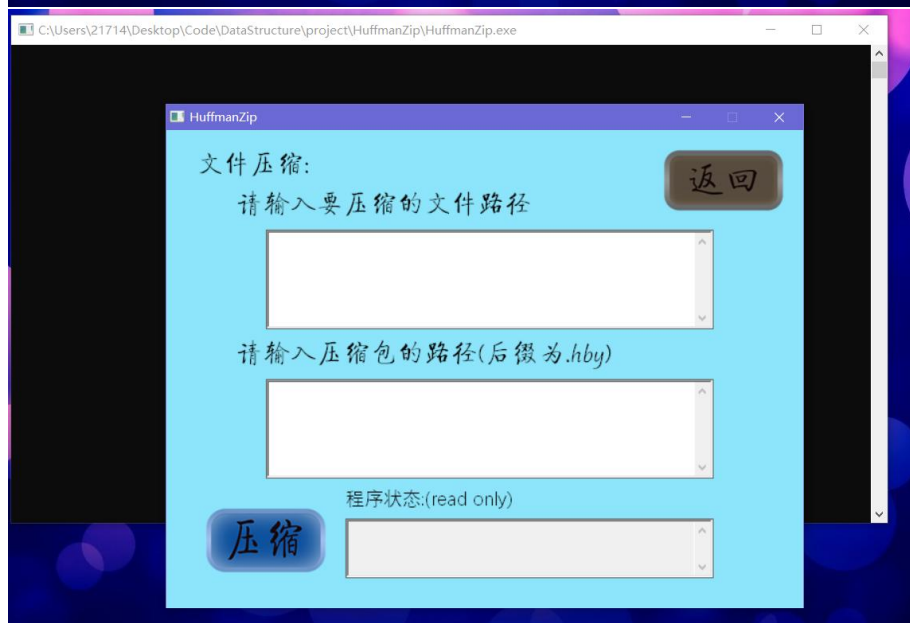 C:\Users\21714\Desktop\Code\DataStructure\project\HuffmanZip\HuffmanZip.exe
HuffmanZip
文件压缩:
返回
请输入要压缩的文件路径
请输入压缩包的路径(后缀为.hby)
程序状态:(read only)
压缩